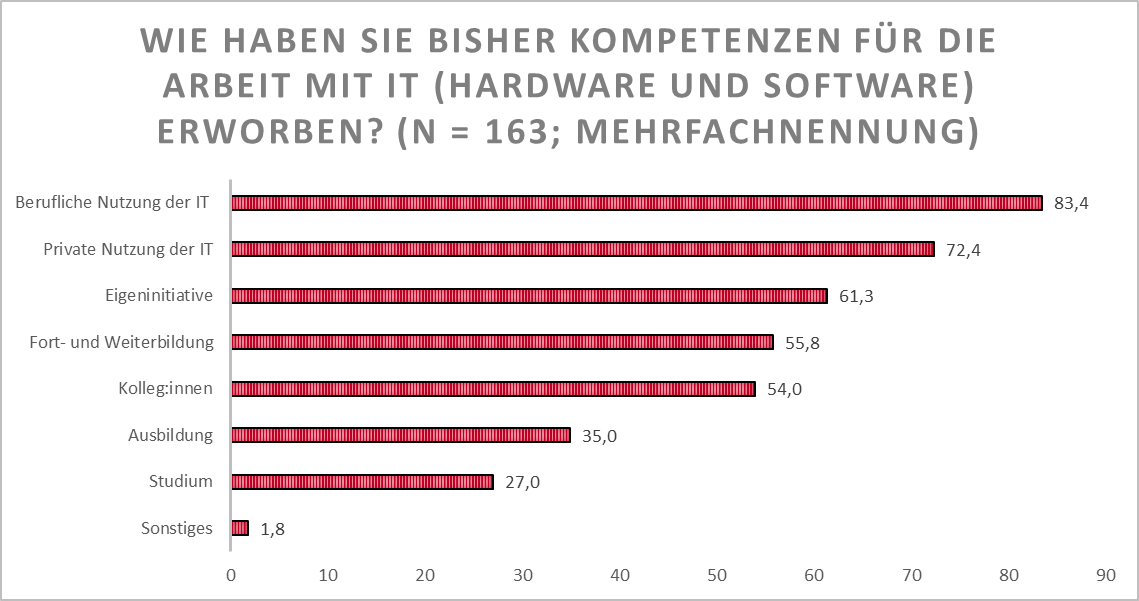 WIE HABEN SIE BISHER KOMPETENZEN FÜR DIE
ARBEIT MIT IT (HARDWARE UND SOFTWARE)
ERWORBEN? (N = 163; MEHRFACHNENNUNG)
Berufliche Nutzung der IT 83,4
Private Nutzung der IT 72,4
Eigeninitiative 61,3
Fort- und Weiterbildung 55,8
Kolleg:innen 54,0
Ausbildung 35,0
Studium 27,0
Sonstiges 1,8
0 10 20 30 40 50 60 70 80 90